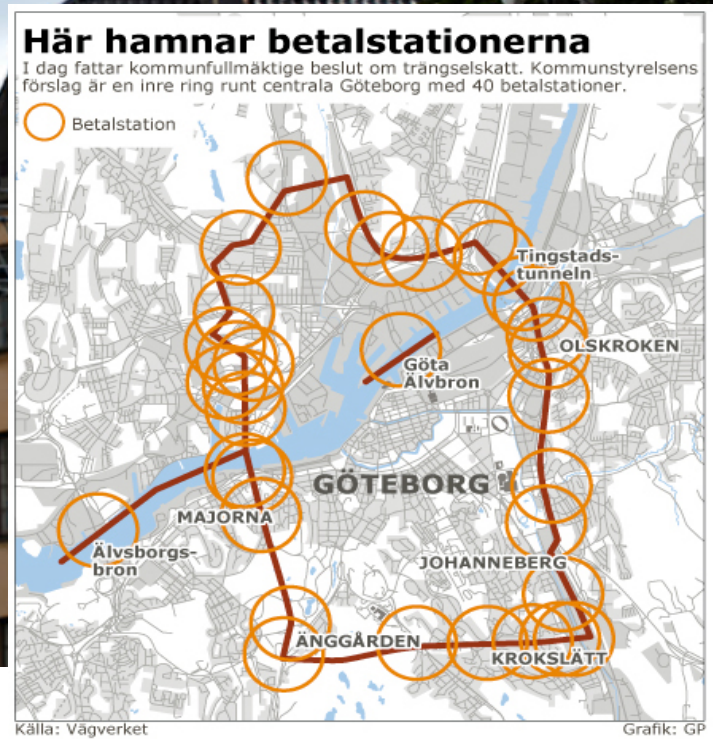 Här hamnar betalstationerna
I dag fattar kommunfullmäktige beslut om trängselskatt. Kommunstyrelsens
förslag är en inre ring runt centrala Göteborg med 40 betalstationer.
Betalstation
Tingstads-
tunneln
OLSKROKEN
Göta
Älvbron
GÖTEBORG
MAJORNA
Älvsborgs-
bron
JOHANNEBERG
ÄNGGÅRDEN
KROKSLÄTT
Källa: Vägverket
Grafik: GP